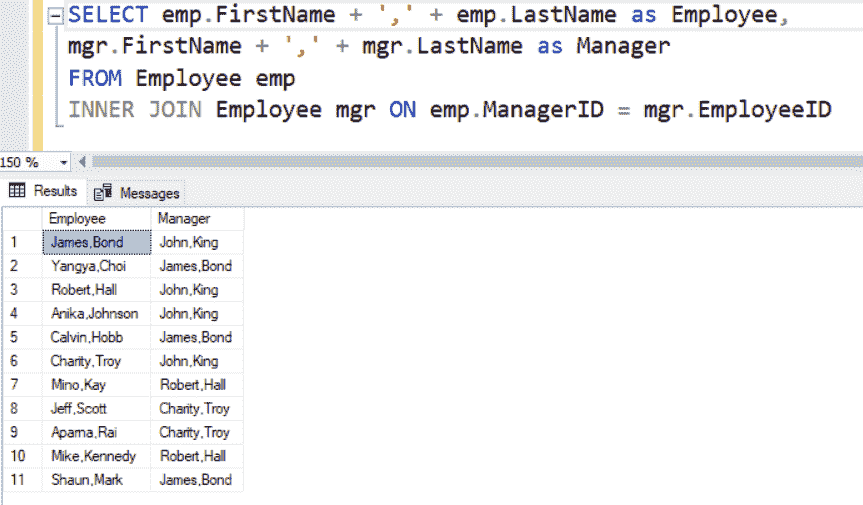 SELECT emp.FirstName + ',' + emp.LastName as Employee,
mgr.FirstName + ',' + mgr.LastName as Manager
FROM Employee emp
INNER JOIN Employee mgr ON emp.ManagerID = mgr.EmployeeID
150 %
Results Messages
Employee Manager
1 James,Bond John,King
2 Yangya,Choi James,Bond
3 Robert,Hall John,King
4 Anika,Johnson John,King
5 Calvin,Hobb James,Bond
6 Charity,Troy John,King
7 Mino,Kay Robert,Hall
8 Jeff,Scott Charity,Troy
9 Aparna,Rai Charity,Troy
10 Mike,Kennedy Robert,Hall
11 Shaun,Mark James,Bond